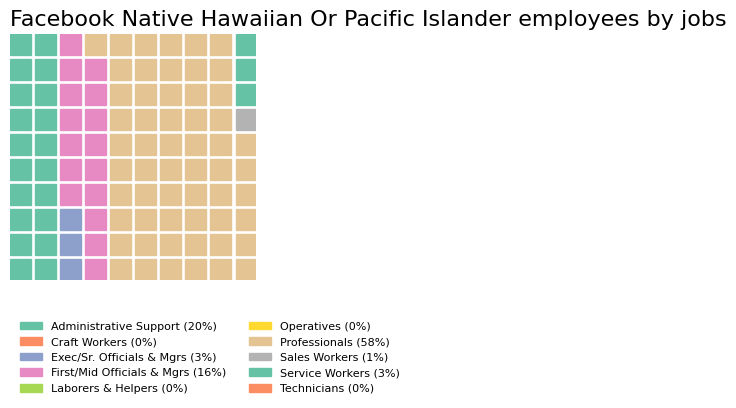 Facebook Native Hawaiian Or Pacific Islander employees by jobs
Administrative Support (20%)
Craft Workers (0%)
Exec/Sr. Officials & Mgrs (3%)
First/Mid Officials & Mgrs (16%)
Laborers & Helpers (0%)
Operatives (0%)
Professionals (58%)
Sales Workers (1%)
Service Workers (3%)
Technicians (0%)